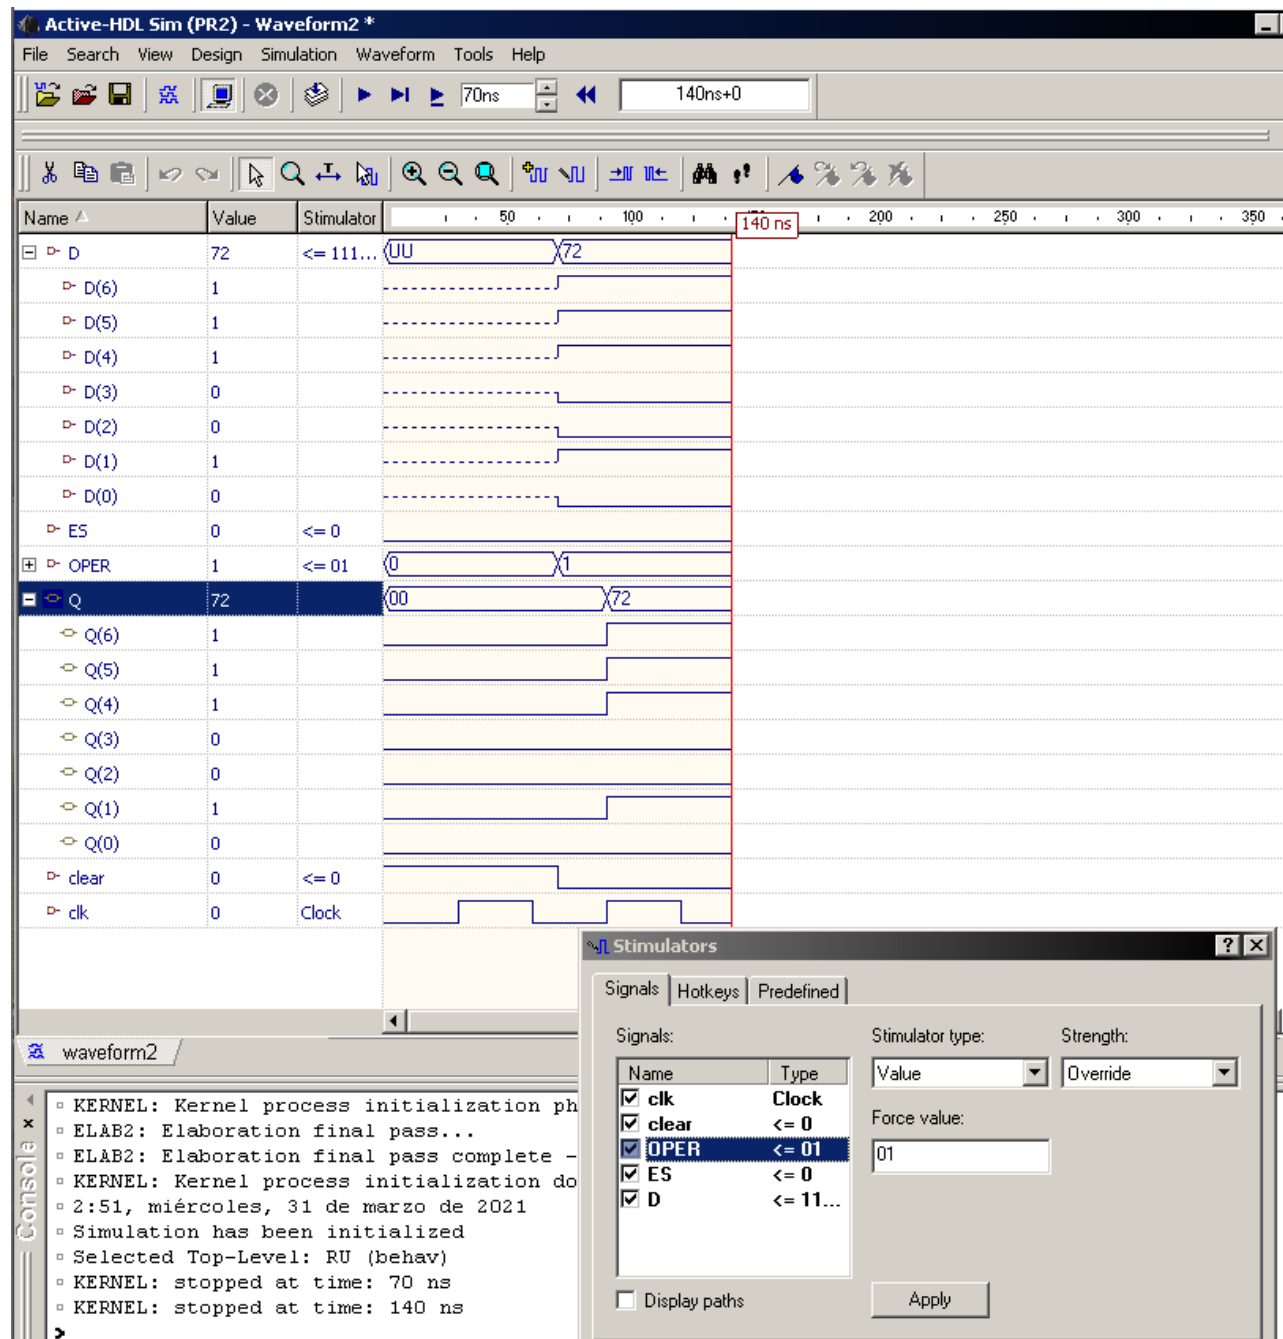 Active-HDL Sim (PR2) - Waveform2 *
File Search View Design Simulation Waveform Tools Help
70ns 140ns+0
Name Value Stimulator 50 100 200 250 300 350
140 ns
D 72 <= 111... UU 72
D(6) 1
D(5) 1
D(4) 1
D(3) 0
D(2) 0
D(1) 1
D(0) 0
ES 0 <= 0
OPER 1 <= 01 0 1
Q 72 00 72
Q(6) 1
Q(5) 1
Q(4) 1
Q(3) 0
Q(2) 0
Q(1) 1
Q(0) 0
clear 0 <= 0
clk 0 Clock
waveform2
Console
KERNEL: Kernel process initialization ph
ELAB2: Elaboration final pass...
ELAB2: Elaboration final pass complete -
KERNEL: Kernel process initialization do
2:51, miércoles, 31 de marzo de 2021
Simulation has been initialized
Selected Top-Level: RU (behav)
KERNEL: stopped at time: 70 ns
KERNEL: stopped at time: 140 ns
>
Stimulators
Signals Hotkeys Predefined
Signals: Stimulator type: Strength:
Name Type Value Override
clk Clock
clear <= 0 Force value:
OPER <= 01 01
ES <= 0
D <= 11...
Display paths Apply